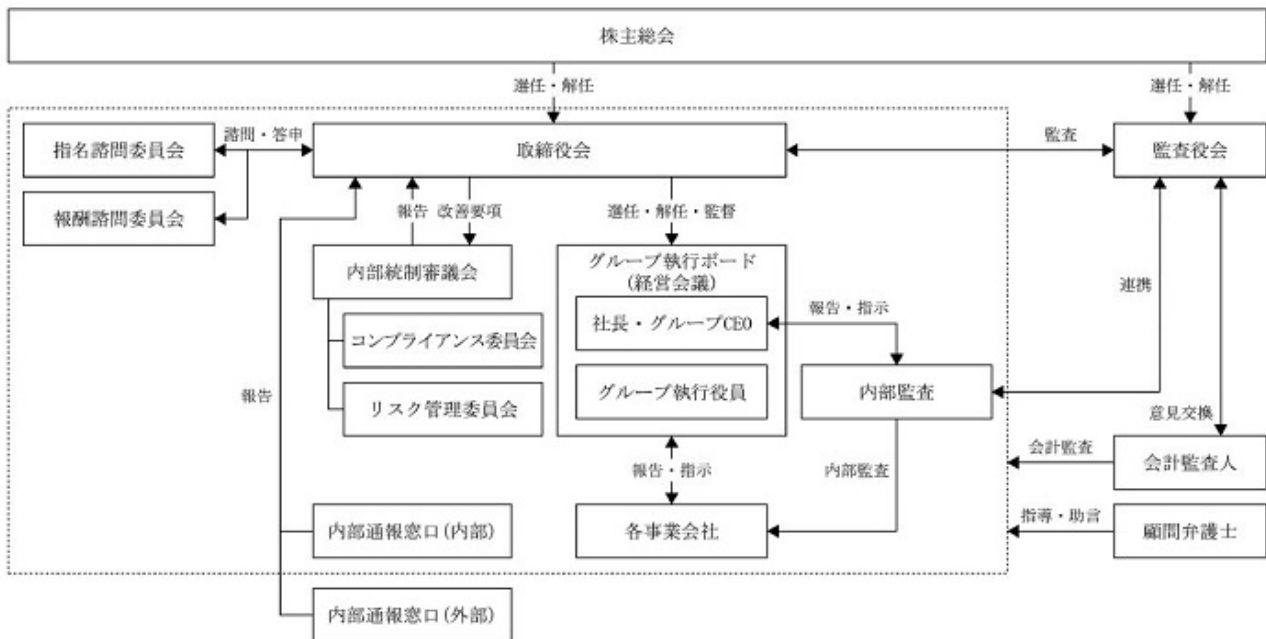 株主総会
選任・解任
選任・解任
指名諮問委員会
諮問・答申
取締役会
監査
監査役会
報酬諮問委員会
報告
改善要項
選任・解任・監督
内部統制審議会
グループ執行ボード
(経営会議)
連携
社長・グループCEO
報告・指示
コンプライアンス委員会
報告
リスク管理委員会
グループ執行役員
内部監査
意見交換
会計監査
会計監査人
報告・指示
内部監査
内部通報窓口(内部)
各事業会社
指導・助言
顧問弁護士
内部通報窓口(外部)